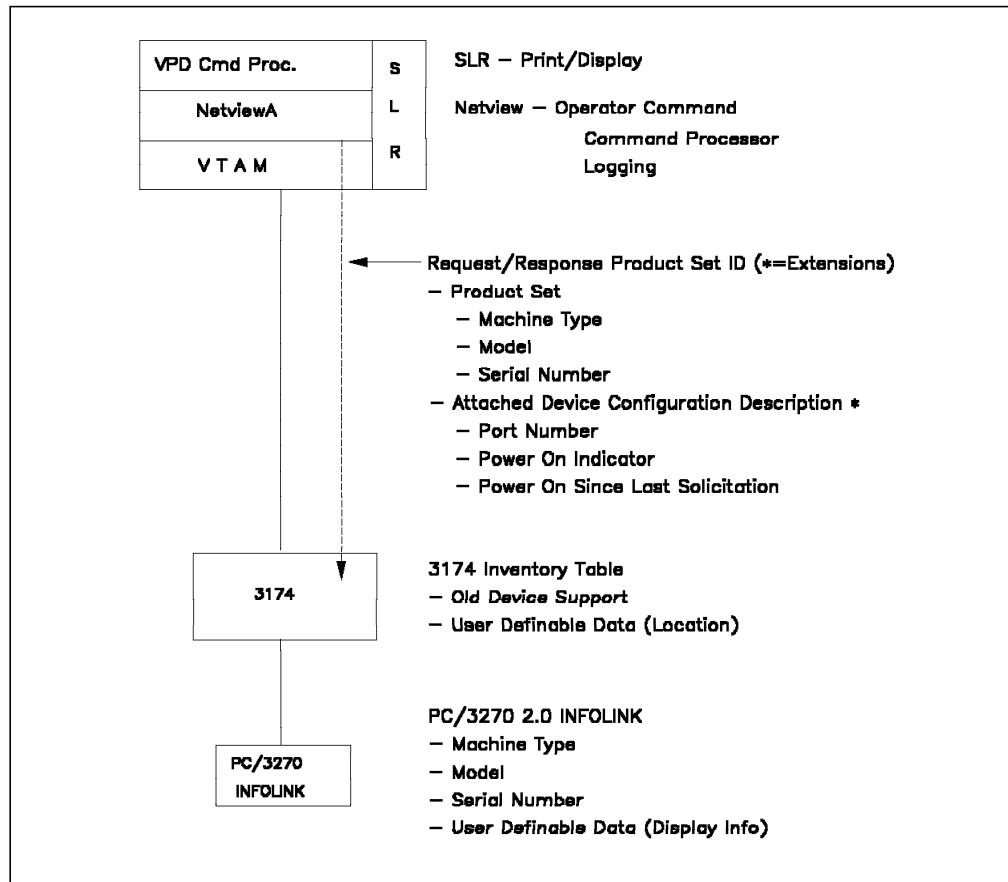 VPD Cmd Proc.
NetviewA
V T A M
S
L
R
SLR – Print/Display
Netview – Operator Command
Command Processor
Logging
Request/Response Product Set ID (*=Extensions)
– Product Set
– Machine Type
– Model
– Serial Number
– Attached Device Configuration Description *
– Port Number
– Power On Indicator
– Power On Since Last Solicitation
3174
3174 Inventory Table
– Old Device Support
– User Definable Data (Location)
PC/3270
INFOLINK
PC/3270 2.0 INFOLINK
– Machine Type
– Model
– Serial Number
– User Definable Data (Display Info)